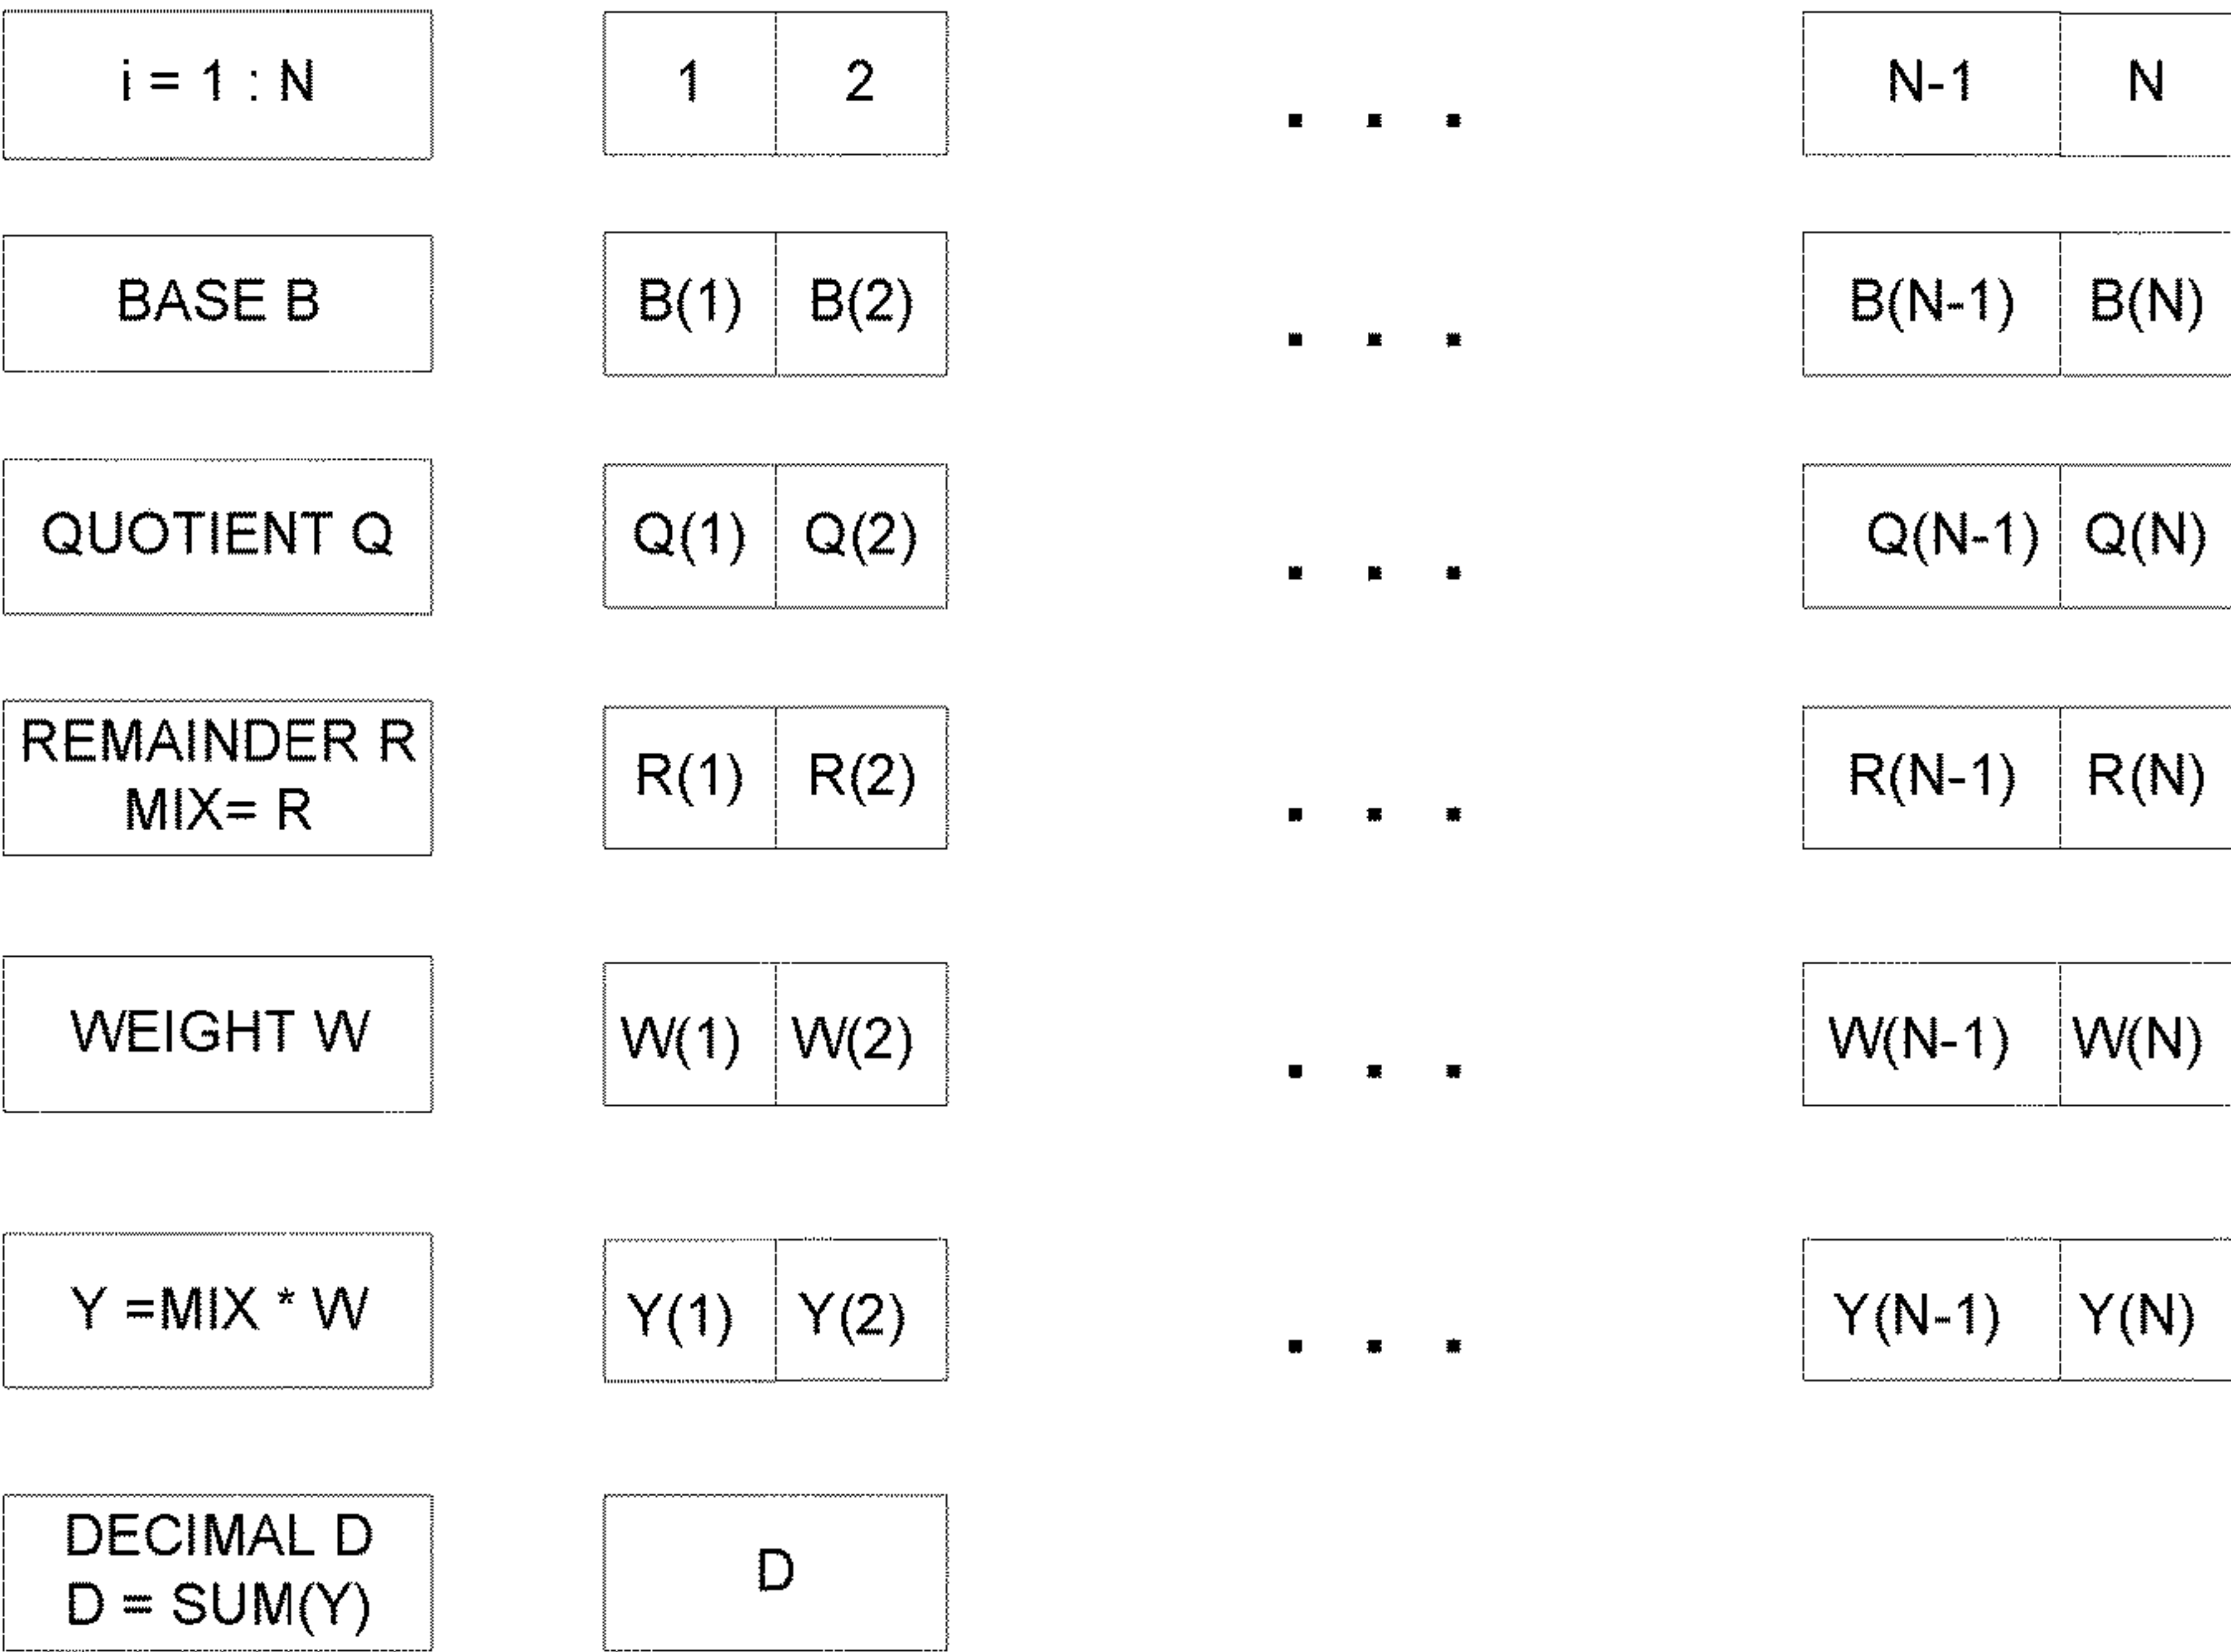 i = 1 : N 1 2 . . . N-1 N
BASE B B(1) B(2) . . . B(N-1) B(N)
QUOTIENT Q Q(1) Q(2) . . . Q(N-1) Q(N)
REMAINDER R
MIX= R R(1) R(2) . . . R(N-1) R(N)
WEIGHT W W(1) W(2) . . . W(N-1) W(N)
Y =MIX * W Y(1) Y(2) . . . Y(N-1) Y(N)
DECIMAL D
D = SUM(Y) D